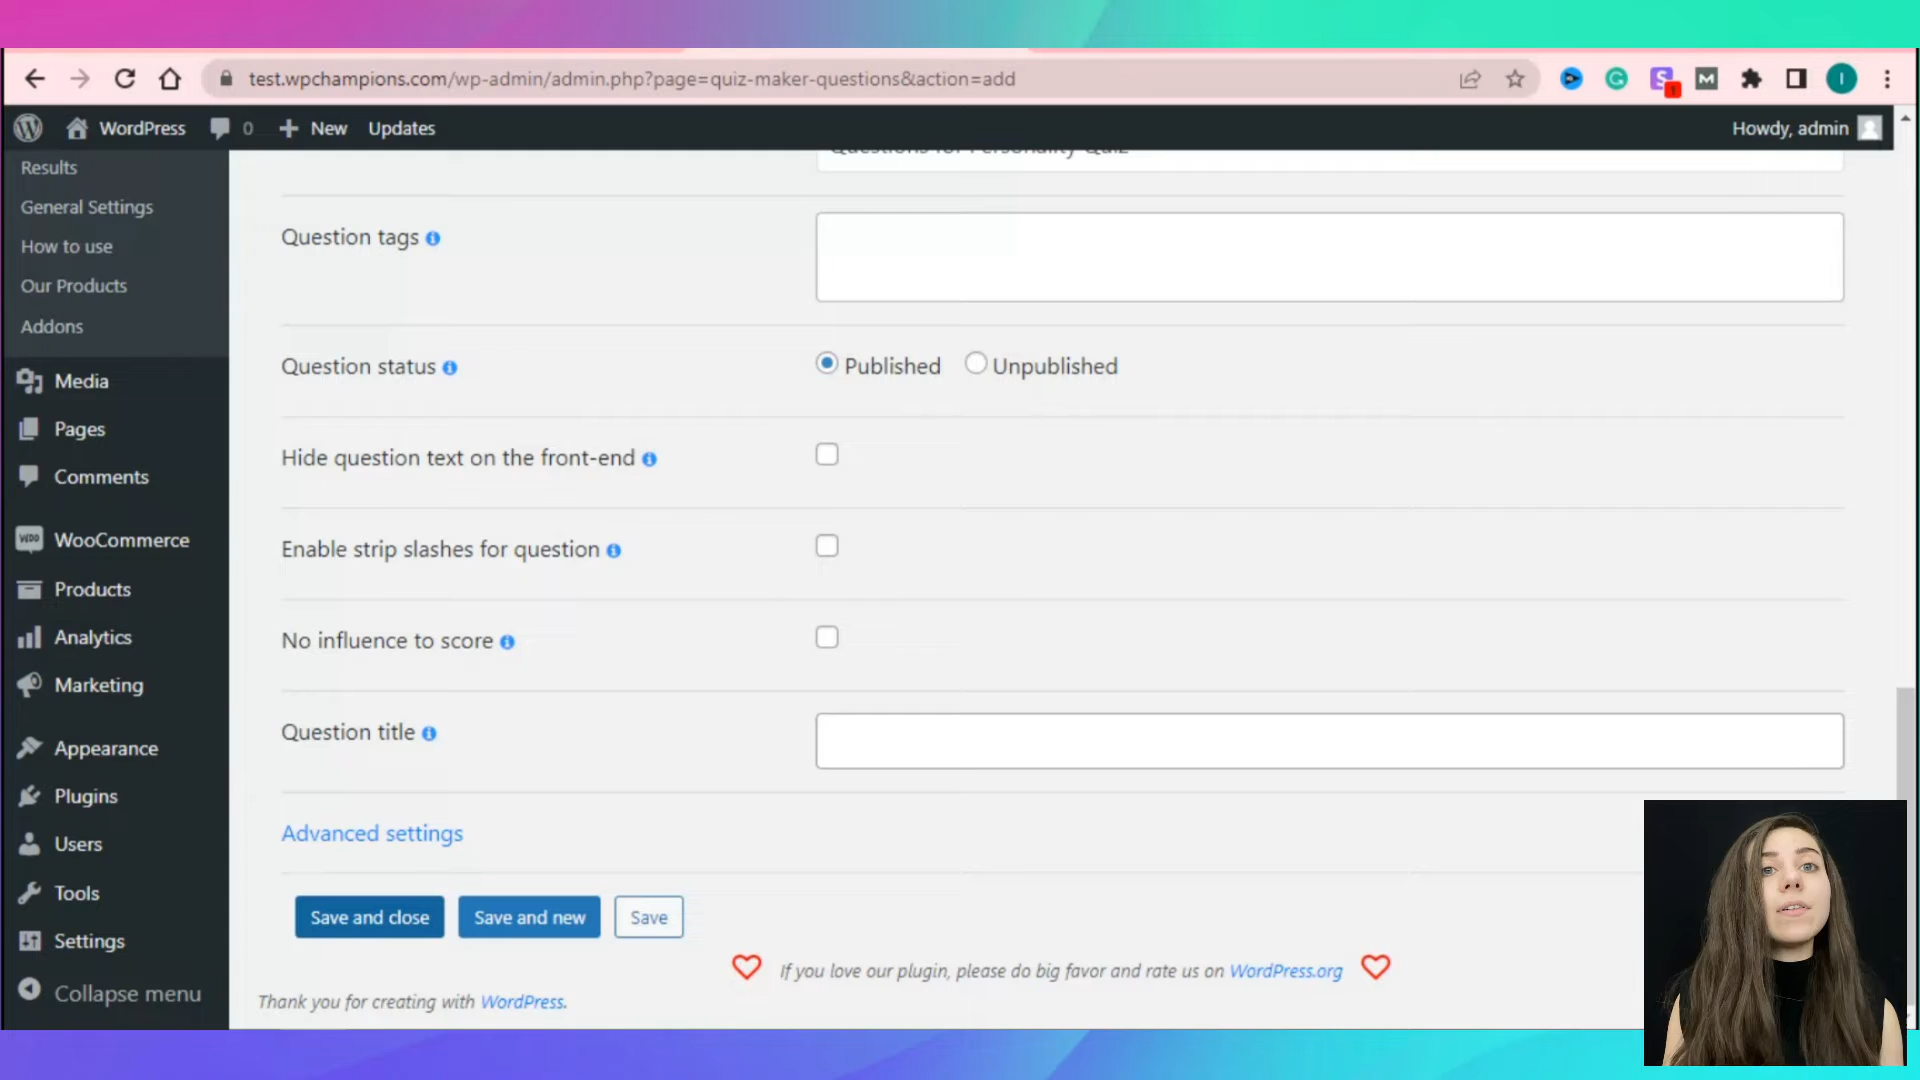 test.wpchampions.com/wp-admin/admin.php?page=quiz-maker-questions&action=add
S
1
M
I
WordPress
0
New
Updates
Howdy, admin
Results
General Settings
How to use
Our Products
Addons
Media
Pages
Comments
WooCommerce
Products
Analytics
Marketing
Appearance
Plugins
Users
Tools
Settings
Collapse menu
Questions for Personality Quiz
Question tags
Question status
Published
Unpublished
Hide question text on the front-end
Enable strip slashes for question
No influence to score
Question title
Advanced settings
Save and close
Save and new
Save
If you love our plugin, please do big favor and rate us on WordPress.org
Thank you for creating with WordPress.